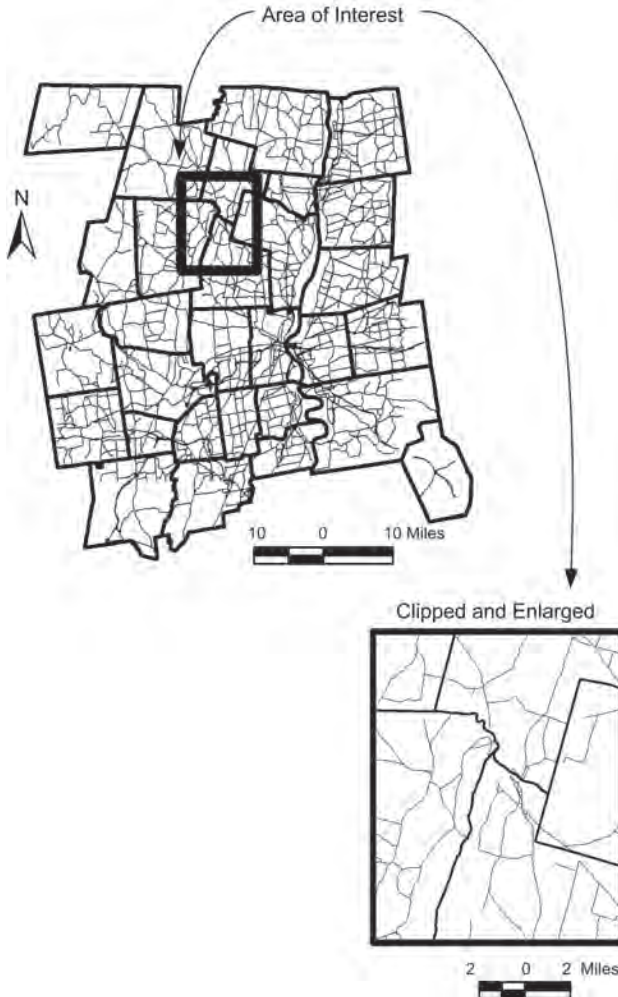 Area of Interest
N
10 0 10 Miles
Clipped and Enlarged
2 0 2 Miles